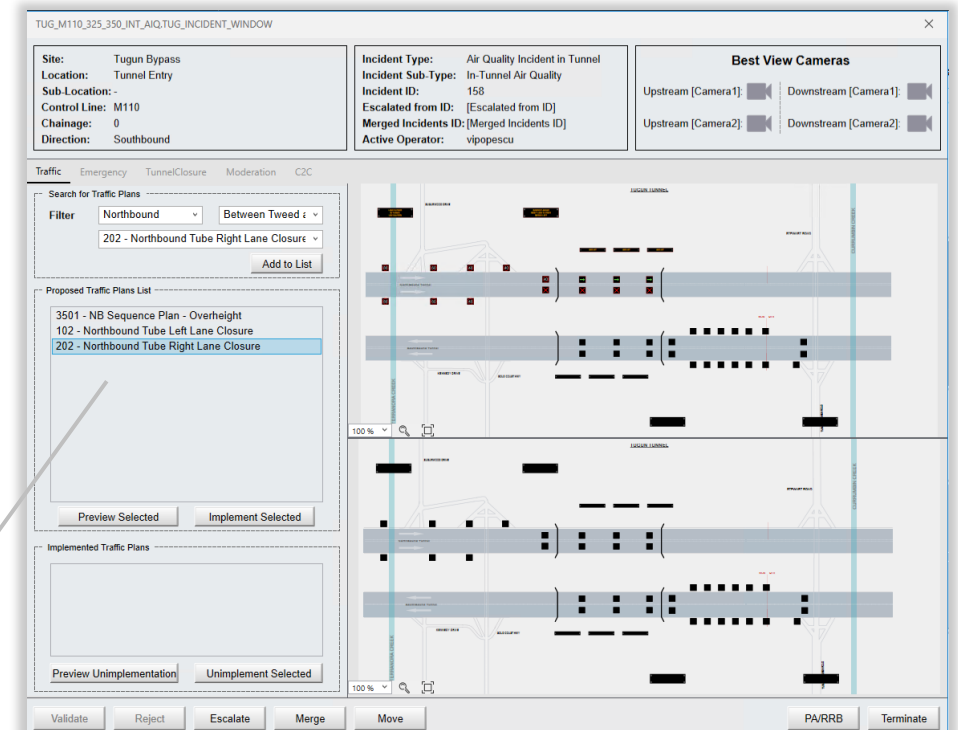 TUG_M110_325_350_INT_AIQ,TUG_INCIDENT_WINDOW
Site: Tugun Bypass
Location: Tunnel Entry
Sub-Location: -
Control Line: M110
Chainage: 0
Direction: Southbound
Incident Type: Air Quality Incident in Tunnel
Incident Sub-Type: In-Tunnel Air Quality
Incident ID: 158
Escalated from ID: [Escalated from ID]
Merged Incidents ID: [Merged Incidents ID]
Active Operator: vipopescu
Best View Cameras
Upstream [Camera1]: Downstream [Camera1]:
Upstream [Camera2]: Downstream [Camera2]:
Traffic Emergency TunnelClosure Moderation C2C
Search for Traffic Plans
Filter Northbound Between Tweed &
202 - Northbound Tube Right Lane Closure
Add to List
Proposed Traffic Plans List
3501 - NB Sequence Plan - Overheight
102 - Northbound Tube Left Lane Closure
202 - Northbound Tube Right Lane Closure
Preview Selected Implement Selected
Implemented Traffic Plans
Preview Unimplementation Unimplement Selected
TUGUN TUNNEL
100 %
TUGUN TUNNEL
100 %
Validate Reject Escalate Merge Move PA/RRB Terminate